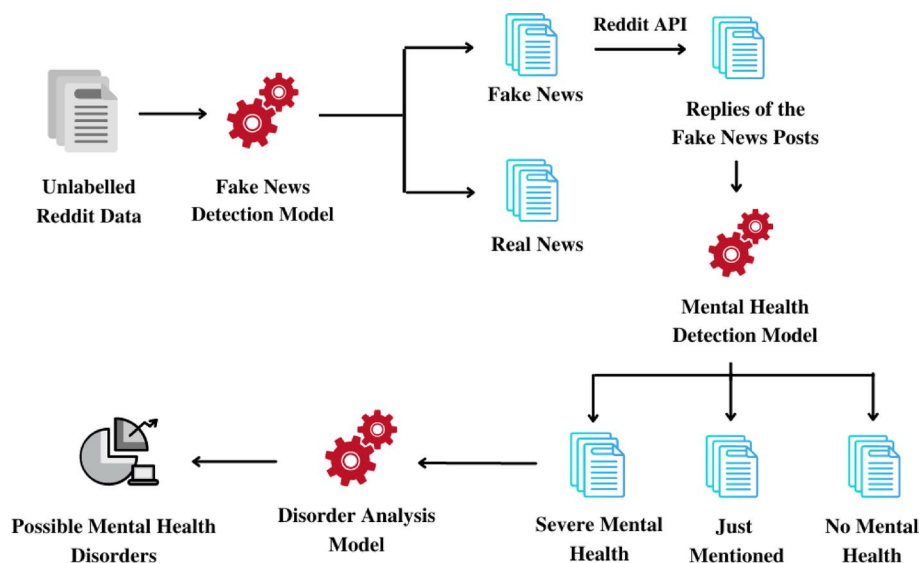 Reddit API
Fake News
Replies of the
Fake News Posts
Unlabelled
Reddit Data
Fake News
Detection Model
Real News
Mental Health
Detection Model
Possible Mental Health
Disorders
Disorder Analysis
Model
Severe Mental
Health
Just
Mentioned
No Mental
Health